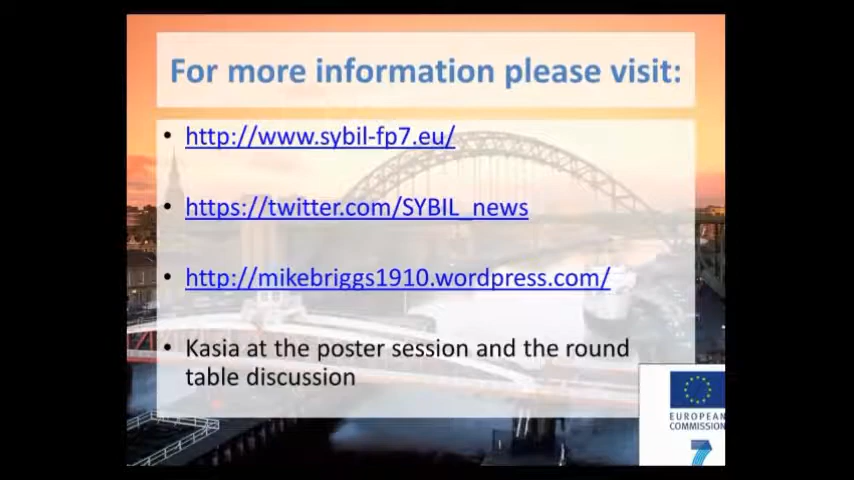 For more information please visit:
• http://www.sybil-fp7.eu/
• https://twitter.com/SYBIL_news
• http://mikebriggs1910.wordpress.com/
• Kasia at the poster session and the round
table discussion
EUROPEAN
COMMISSION
7